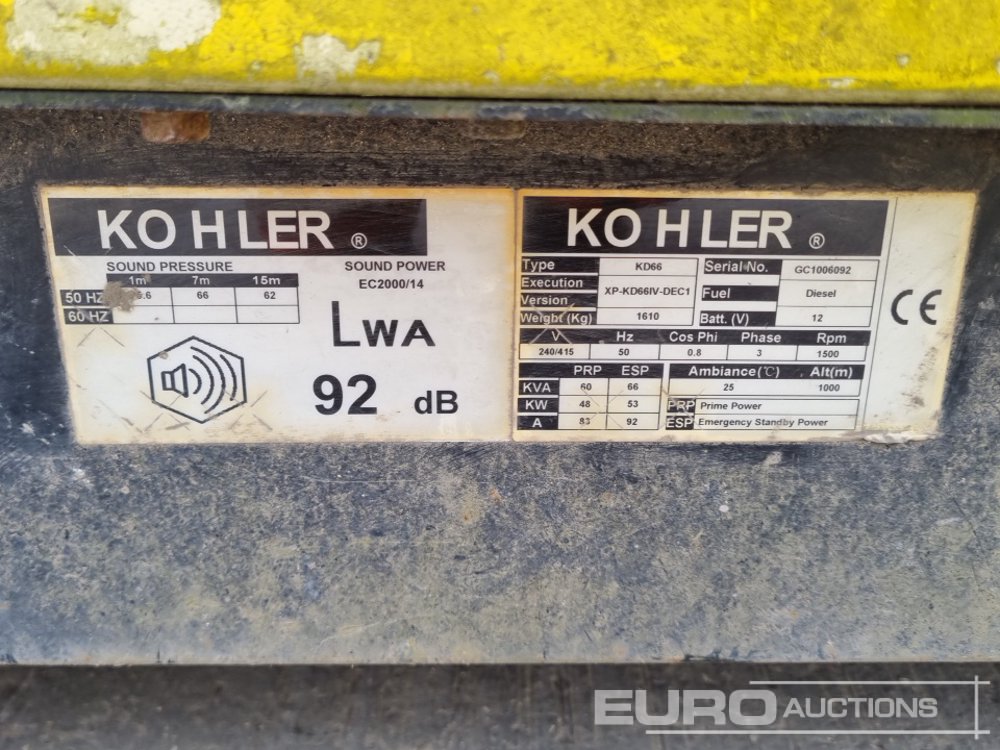 KOHLER ®
SOUND PRESSURE
1m 7m 15m
50 HZ 66 62
60 HZ
SOUND POWER
EC2000/14
LWA
92 dB
KOHLER ®
Type KD66 Serial No. GC1006092
Execution Version XP-KD66IV-DEC1 Fuel Diesel
Weight (Kg) 1610 Batt. (V) 12
V Hz Cos Phi Phase Rpm
240/415 50 0.8 3 1500
PRP ESP Ambiance(℃) Alt(m)
KVA 60 66 25 1000
KW 48 53 PRP Prime Power
A 83 92 ESP Emergency Standby Power
CE
EURO AUCTIONS